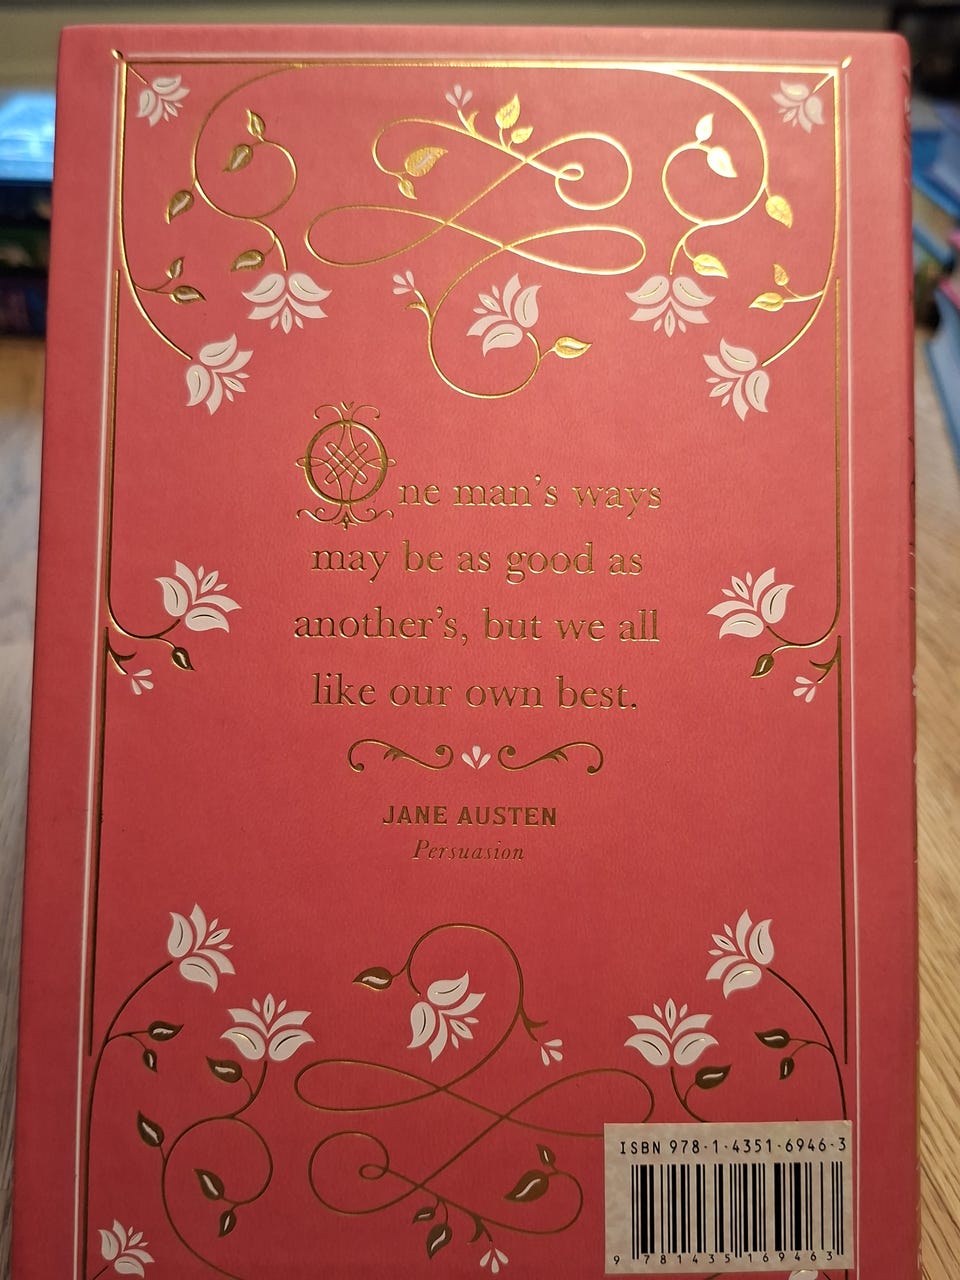 One man's ways
may be as good as
another's, but we all
like our own best.
JANE AUSTEN
Persuasion
ISBN 978-1-4351-6946-3
9 781435 169463